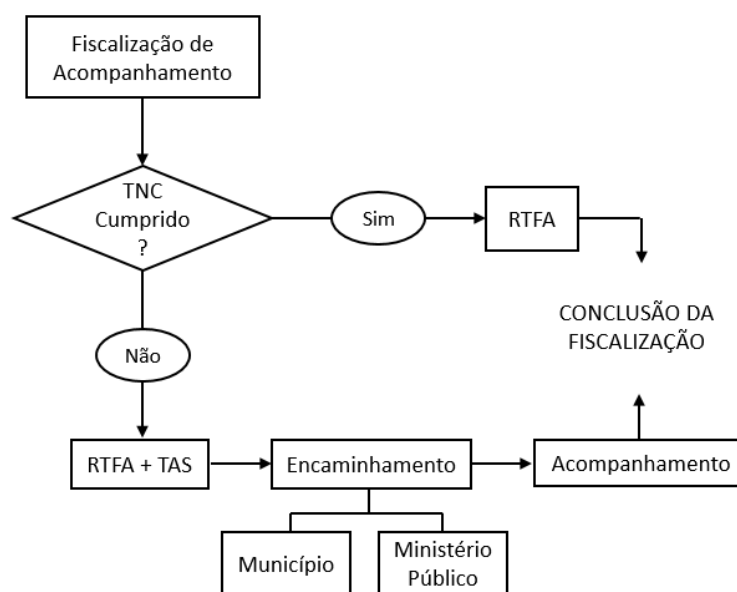 Fiscalização de
Acompanhamento
TNC
Cumprido
?
Sim
RTFA
CONCLUSÃO DA
FISCALIZAÇÃO
Não
RTFA + TAS
Encaminhamento
Acompanhamento
Município
Ministério
Público